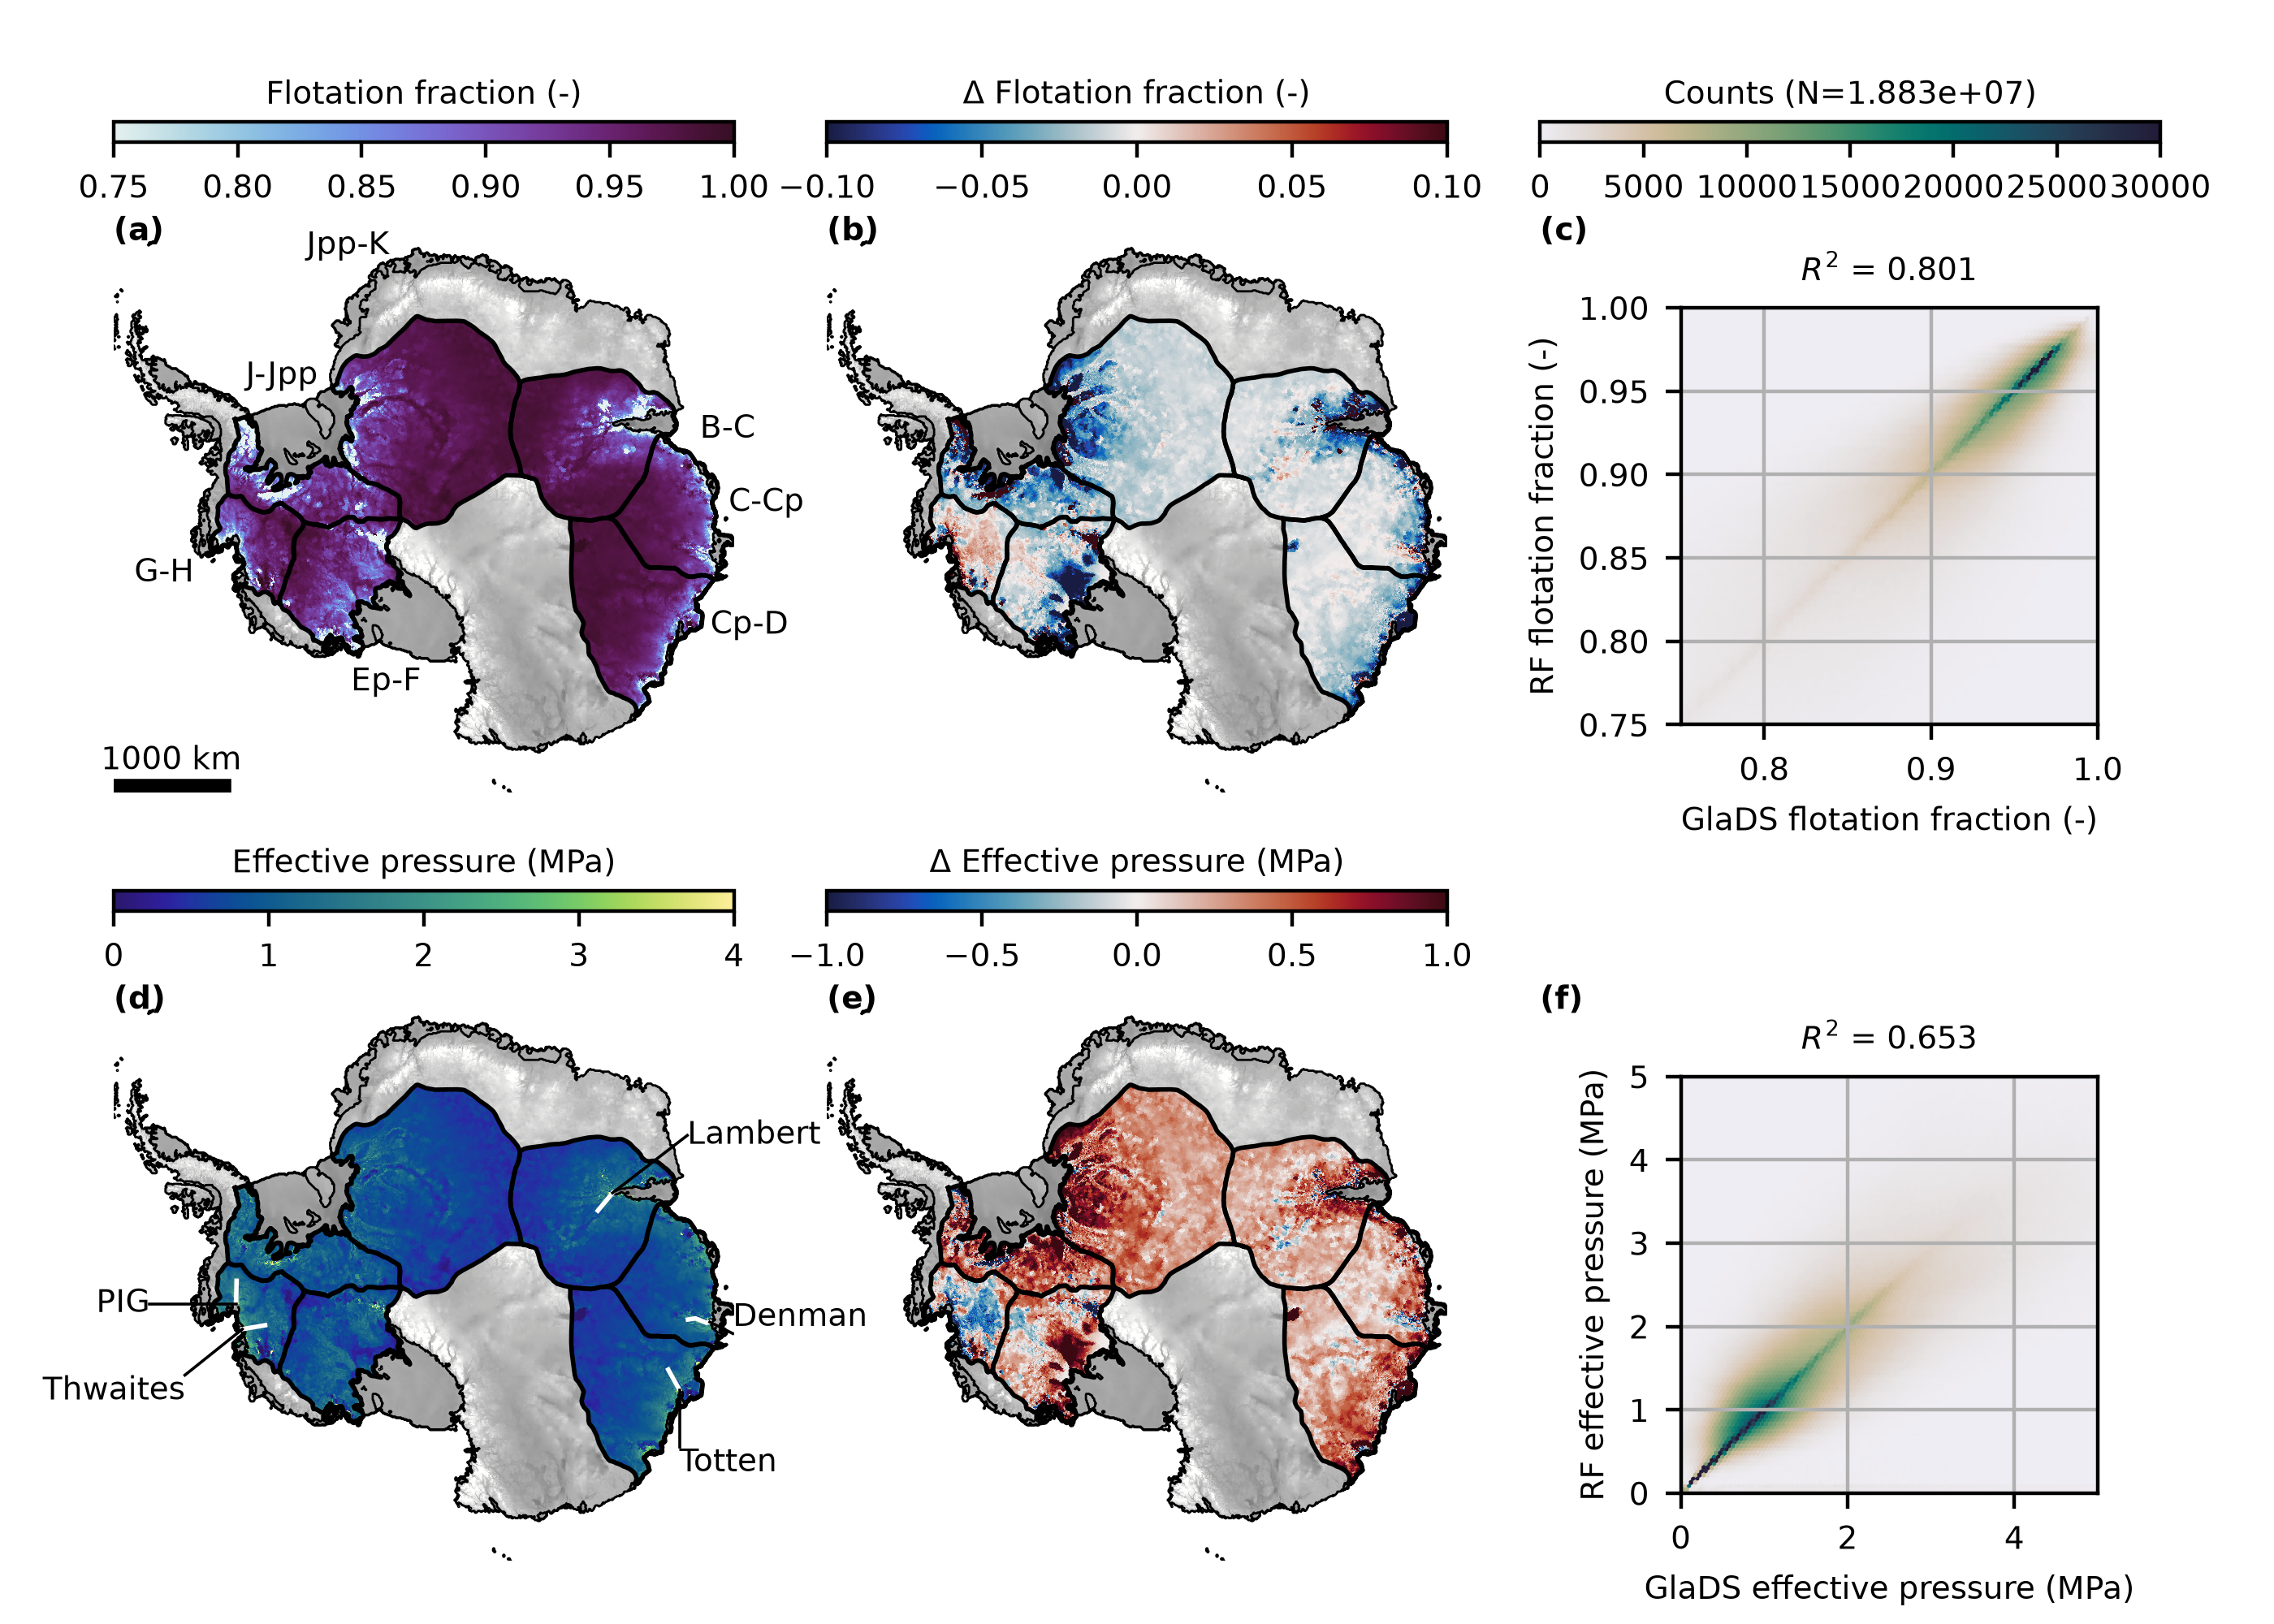 Flotation fraction (-)
0.75 0.80 0.85 0.90 0.95 1.00
Δ Flotation fraction (-)
−0.10 −0.05 0.00 0.05 0.10
Counts (N=1.883e+07)
0 5000 10000 15000 20000 25000 30000
(a)
Jpp-K
J-Jpp
B-C
C-Cp
G-H
Cp-D
Ep-F
1000 km
(b)
(c)
R² = 0.801
RF flotation fraction (-)
1.00
0.95
0.90
0.85
0.80
0.75
0.8 0.9 1.0
GlaDS flotation fraction (-)
Effective pressure (MPa)
0 1 2 3 4
Δ Effective pressure (MPa)
−1.0 −0.5 0.0 0.5 1.0
(d)
Lambert
PIG
Denman
Thwaites
Totten
(e)
(f)
R² = 0.653
RF effective pressure (MPa)
5
4
3
2
1
0
0 2 4
GlaDS effective pressure (MPa)